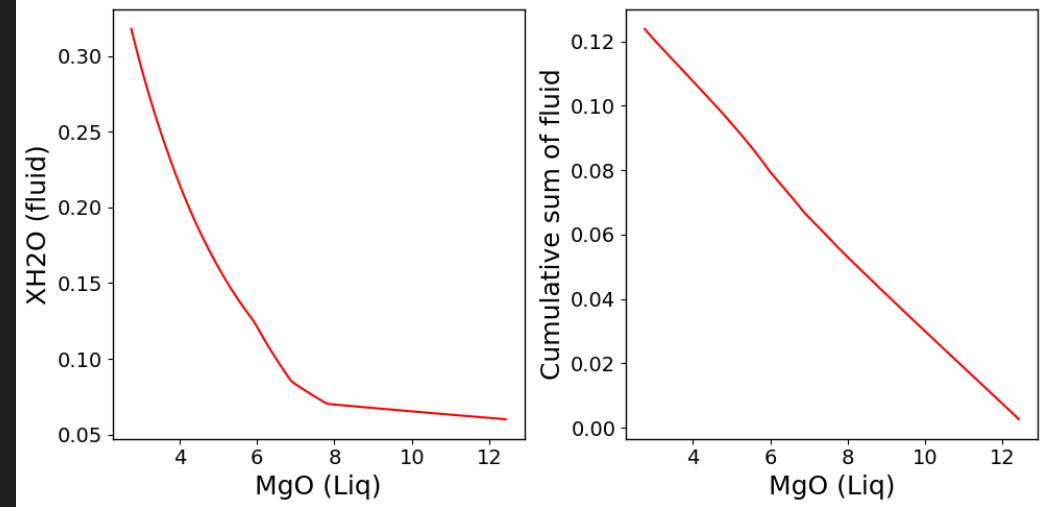 XH2O (fluid)
0.30
0.25
0.20
0.15
0.10
0.05
4 6 8 10 12
MgO (Liq)
Cumulative sum of fluid
0.12
0.10
0.08
0.06
0.04
0.02
0.00
4 6 8 10 12
MgO (Liq)